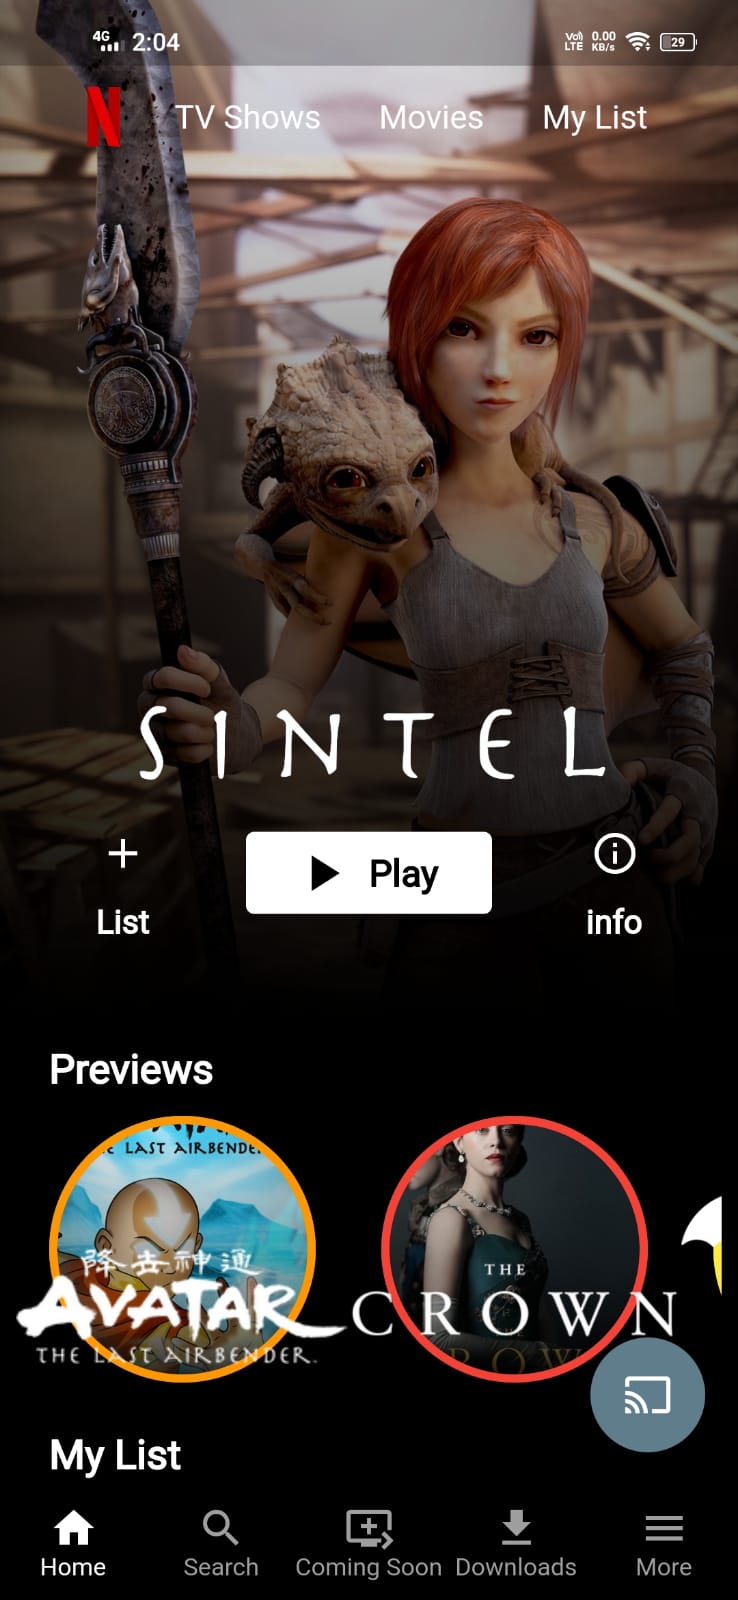 4G 2:04 Vo) LTE 0.00 KB/s 29
N TV Shows Movies My List
SINTEL
Play
List info
Previews
LAST AIRBENDE
降去神通
AVATAR
THE LAST AIRBENDER
THE
CROWN
My List
Home Search Coming Soon Downloads More